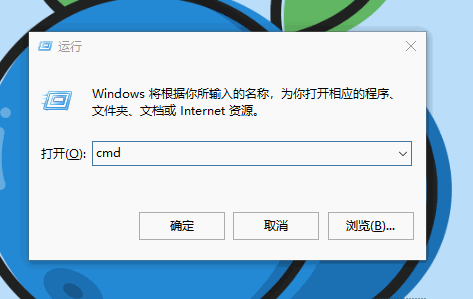 运行
Windows 将根据你所输入的名称，为你打开相应的程序、
文件夹、文档或 Internet 资源。
打开(O): cmd
确定 取消 浏览(B)...